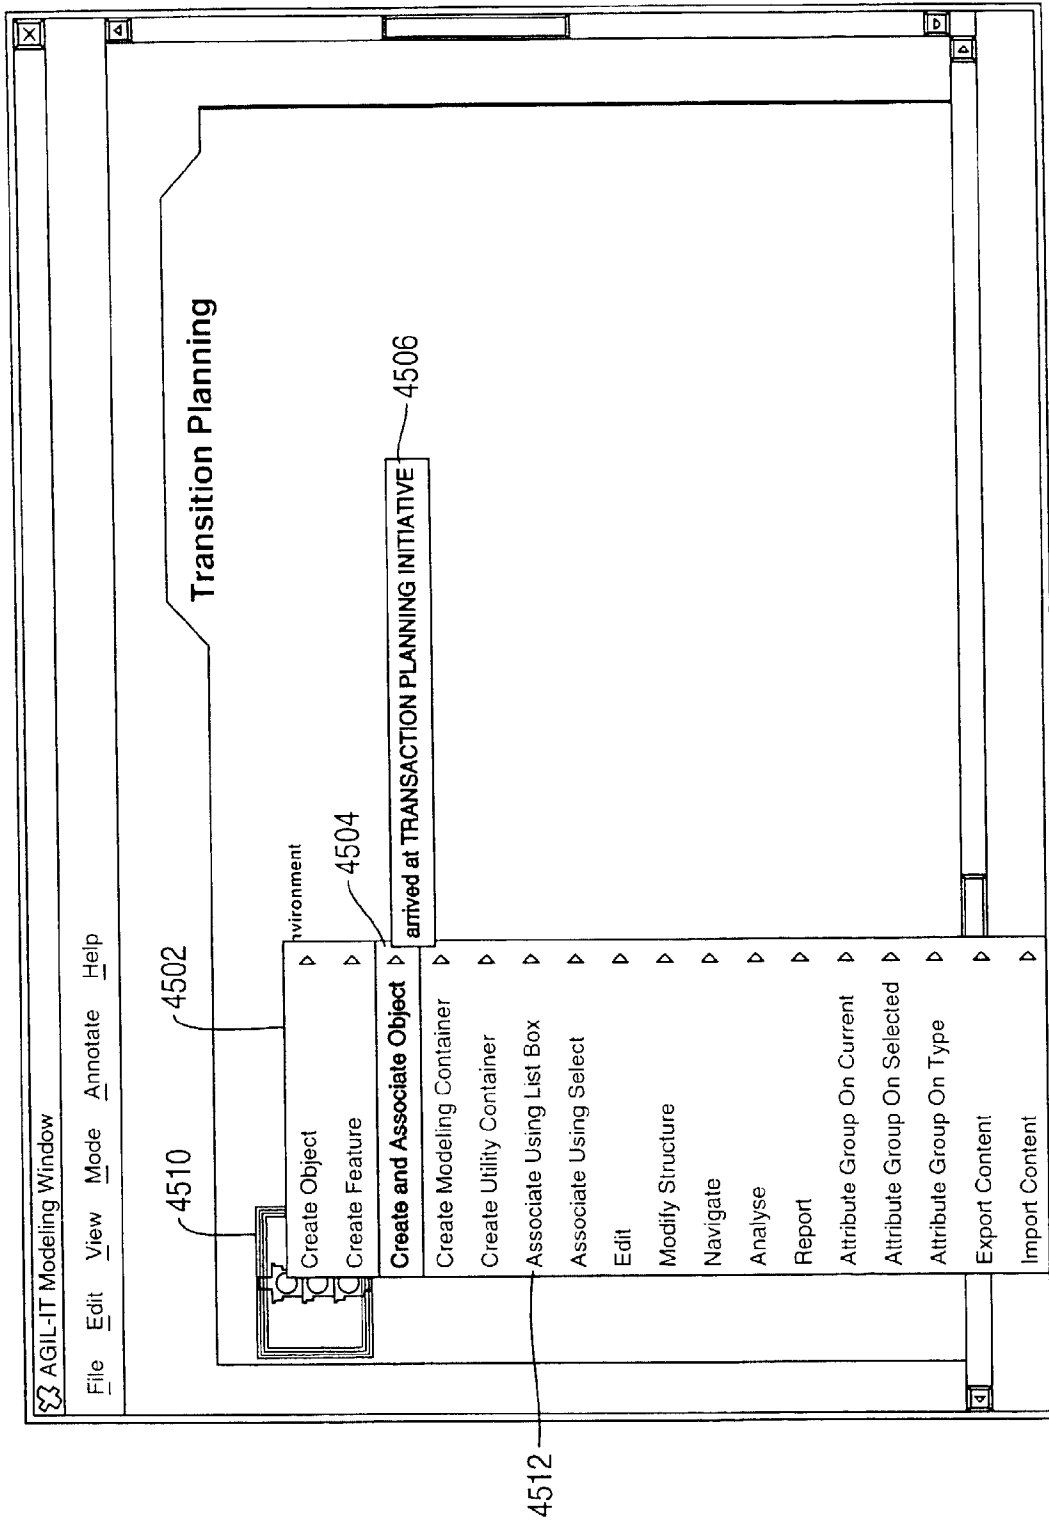 AGIL-IT Modeling Window
File Edit View Mode Annotate Help
Transition Planning
4510
4502
nvironment
4504
4506
Create Object
Create Feature
Create and Associate Object
arrived at TRANSACTION PLANNING INITIATIVE
Create Modeling Container
Create Utility Container
4512
Associate Using List Box
Associate Using Select
Edit
Modify Structure
Navigate
Analyse
Report
Attribute Group On Current
Attribute Group On Selected
Attribute Group On Type
Export Content
Import Content